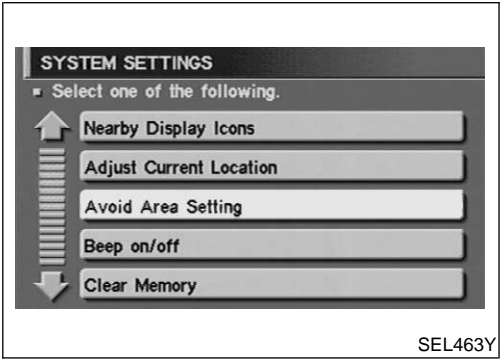 SYSTEM SETTINGS
Select one of the following.
Nearby Display Icons
Adjust Current Location
Avoid Area Setting
Beep on/off
Clear Memory
SEL463Y